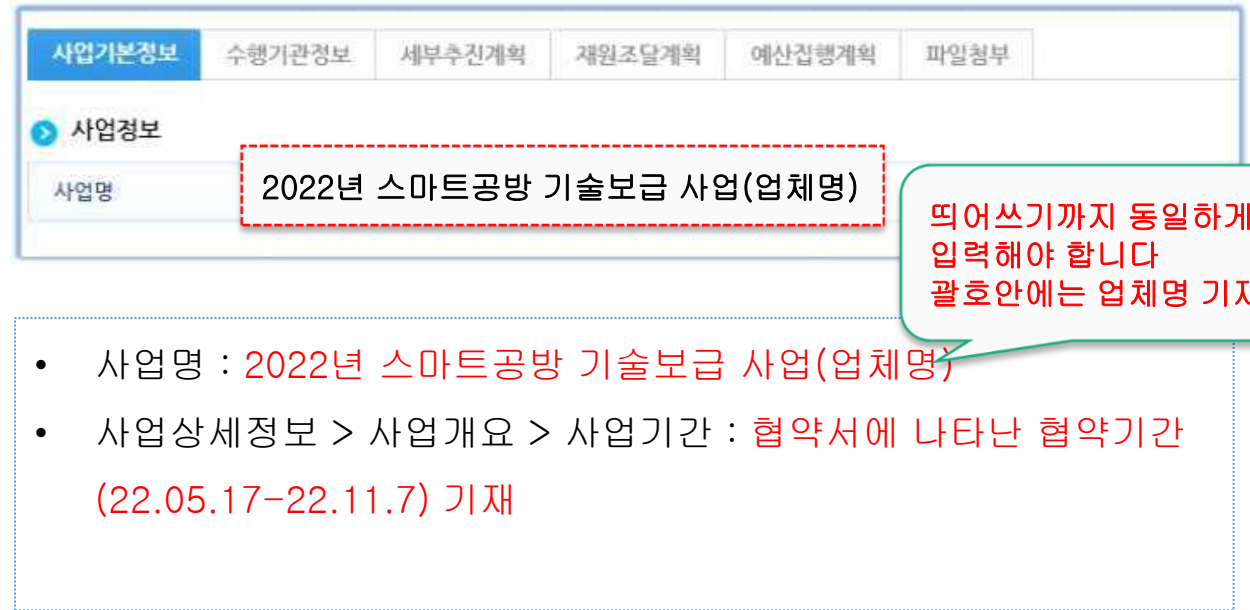 사업기본정보 수행기관정보 세부추진계획 재원조달계획 예산집행계획 파일첨부
사업정보
사업명 2022년 스마트공방 기술보급 사업(업체명)
띄어쓰기까지 동일하게
입력해야 합니다
괄호안에는 업체명
• 사업명 : 2022년 스마트공방 기술보급 사업(업체명)
• 사업상세정보 > 사업개요 > 사업기간 : 협약서에 나타난 협약기간
(22.05.17-22.11.7) 기재